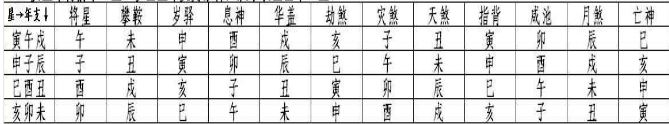 星→年支↓ 将星 攀鞍 岁驿 息神 华盖 劫煞 灾煞 天煞 指背 咸池 月煞 亡神
寅午戌 午 未 申 酉 戌 亥 子 丑 寅 卯 辰 巳
申子辰 子 丑 寅 卯 辰 巳 午 未 申 酉 戌 亥
巳酉丑 酉 戌 亥 子 丑 寅 卯 辰 巳 午 未 申
亥卯未 卯 辰 巳 午 未 申 酉 戌 亥 子 丑 寅